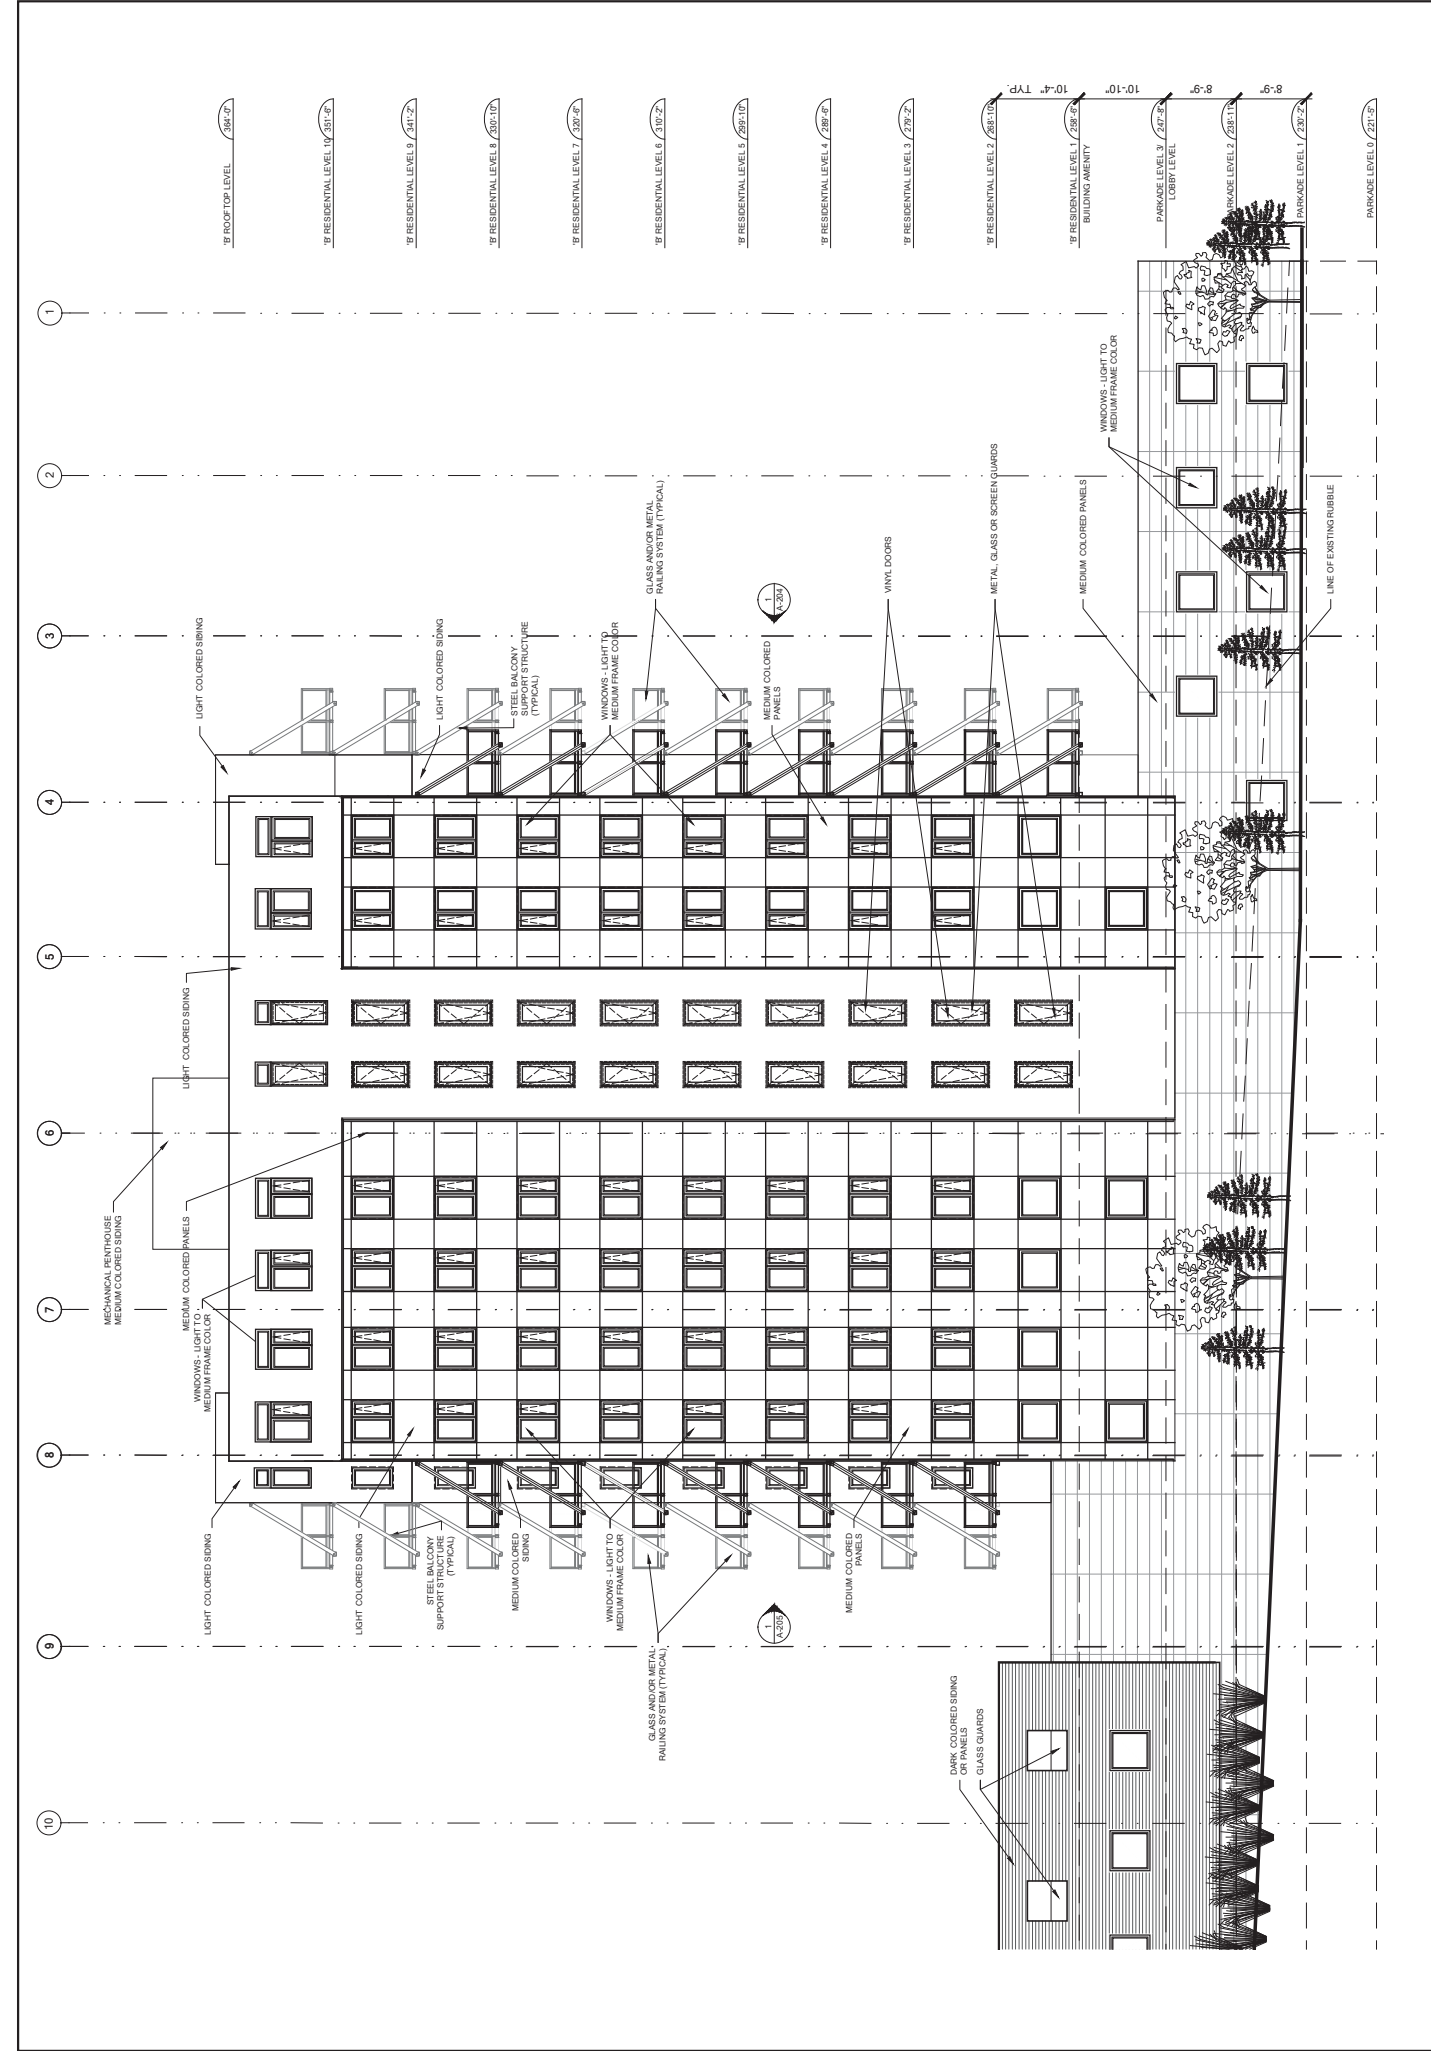 10
9
8
7
6
5
4
3
2
1
MECHANICAL PENTHOUSE
MEDIUM COLORED SIDING
WINDOWS - LIGHT TO
MEDIUM FRAME COLOR
MEDIUM COLORED PANELS
LIGHT COLORED SIDING
LIGHT COLORED SIDING
LIGHT COLORED SIDING
LIGHT COLORED SIDING
STEEL BALCONY
SUPPORT STRUCTURE
(TYPICAL)
MEDIUM COLORED
SIDING
WINDOWS - LIGHT TO
MEDIUM FRAME COLOR
GLASS AND/OR METAL
RAILING SYSTEM (TYPICAL)
1
A-205
MEDIUM COLORED
PANELS
DARK COLORED SIDING
OR PANELS
GLASS GUARDS
LIGHT COLORED SIDING
STEEL BALCONY
SUPPORT STRUCTURE
(TYPICAL)
WINDOWS - LIGHT TO
MEDIUM FRAME COLOR
GLASS AND/OR METAL
RAILING SYSTEM (TYPICAL)
1
A-204
MEDIUM COLORED
PANELS
VINYL DOORS
METAL, GLASS OR SCREEN GUARDS
MEDIUM COLORED PANELS
WINDOWS - LIGHT TO
MEDIUM FRAME COLOR
LINE OF EXISTING RUBBLE
'B' ROOFTOP LEVEL 364'-0"
'B' RESIDENTIAL LEVEL 10 351'-6"
'B' RESIDENTIAL LEVEL 9 341'-2"
'B' RESIDENTIAL LEVEL 8 330'-10"
'B' RESIDENTIAL LEVEL 7 320'-6"
'B' RESIDENTIAL LEVEL 6 310'-2"
'B' RESIDENTIAL LEVEL 5 299'-10"
'B' RESIDENTIAL LEVEL 4 289'-6"
'B' RESIDENTIAL LEVEL 3 279'-2"
'B' RESIDENTIAL LEVEL 2 268'-10"
'B' RESIDENTIAL LEVEL 1 258'-6"
BUILDING AMENITY
PARKADE LEVEL 3/ 247'-8"
LOBBY LEVEL
PARKADE LEVEL 2 238'-11"
PARKADE LEVEL 1 230'-2"
PARKADE LEVEL 0 221'-5"
10'-4" TYP.
10'-10"
8'-9"
8'-9"